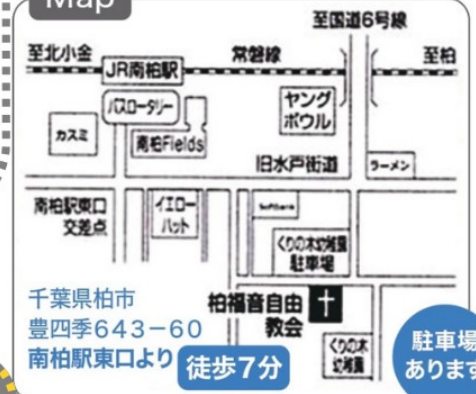 Map
至国道6号線
至北小金
常磐線
至柏
JR南柏駅
バスロータリー
ヤング
ボウル
カスミ
南柏Fields
旧水戸街道
ラーメン
南柏駅東口
交差点
イエロー
ハット
SoftBank
くりの木幼稚園
駐車場
千葉県柏市
豊四季643-60
南柏駅東口より 徒歩7分
柏福音自由
教会
くりの木
幼稚園
駐車場
あります